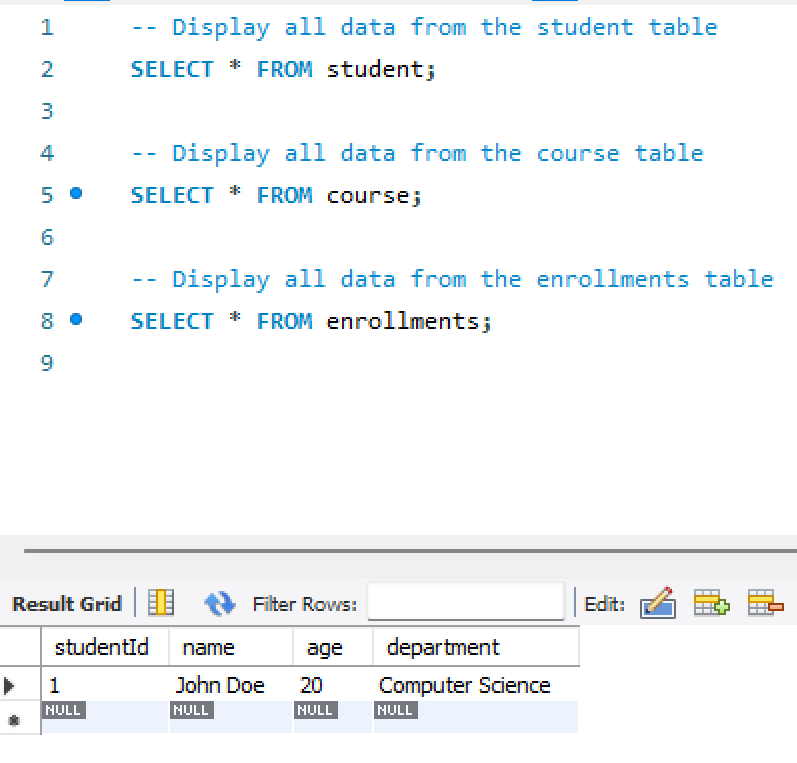 1 -- Display all data from the student table
2 SELECT * FROM student;
3
4 -- Display all data from the course table
5 SELECT * FROM course;
6
7 -- Display all data from the enrollments table
8 SELECT * FROM enrollments;
9
Result Grid Filter Rows: Edit:
studentId name age department
1 John Doe 20 Computer Science
NULL NULL NULL NULL